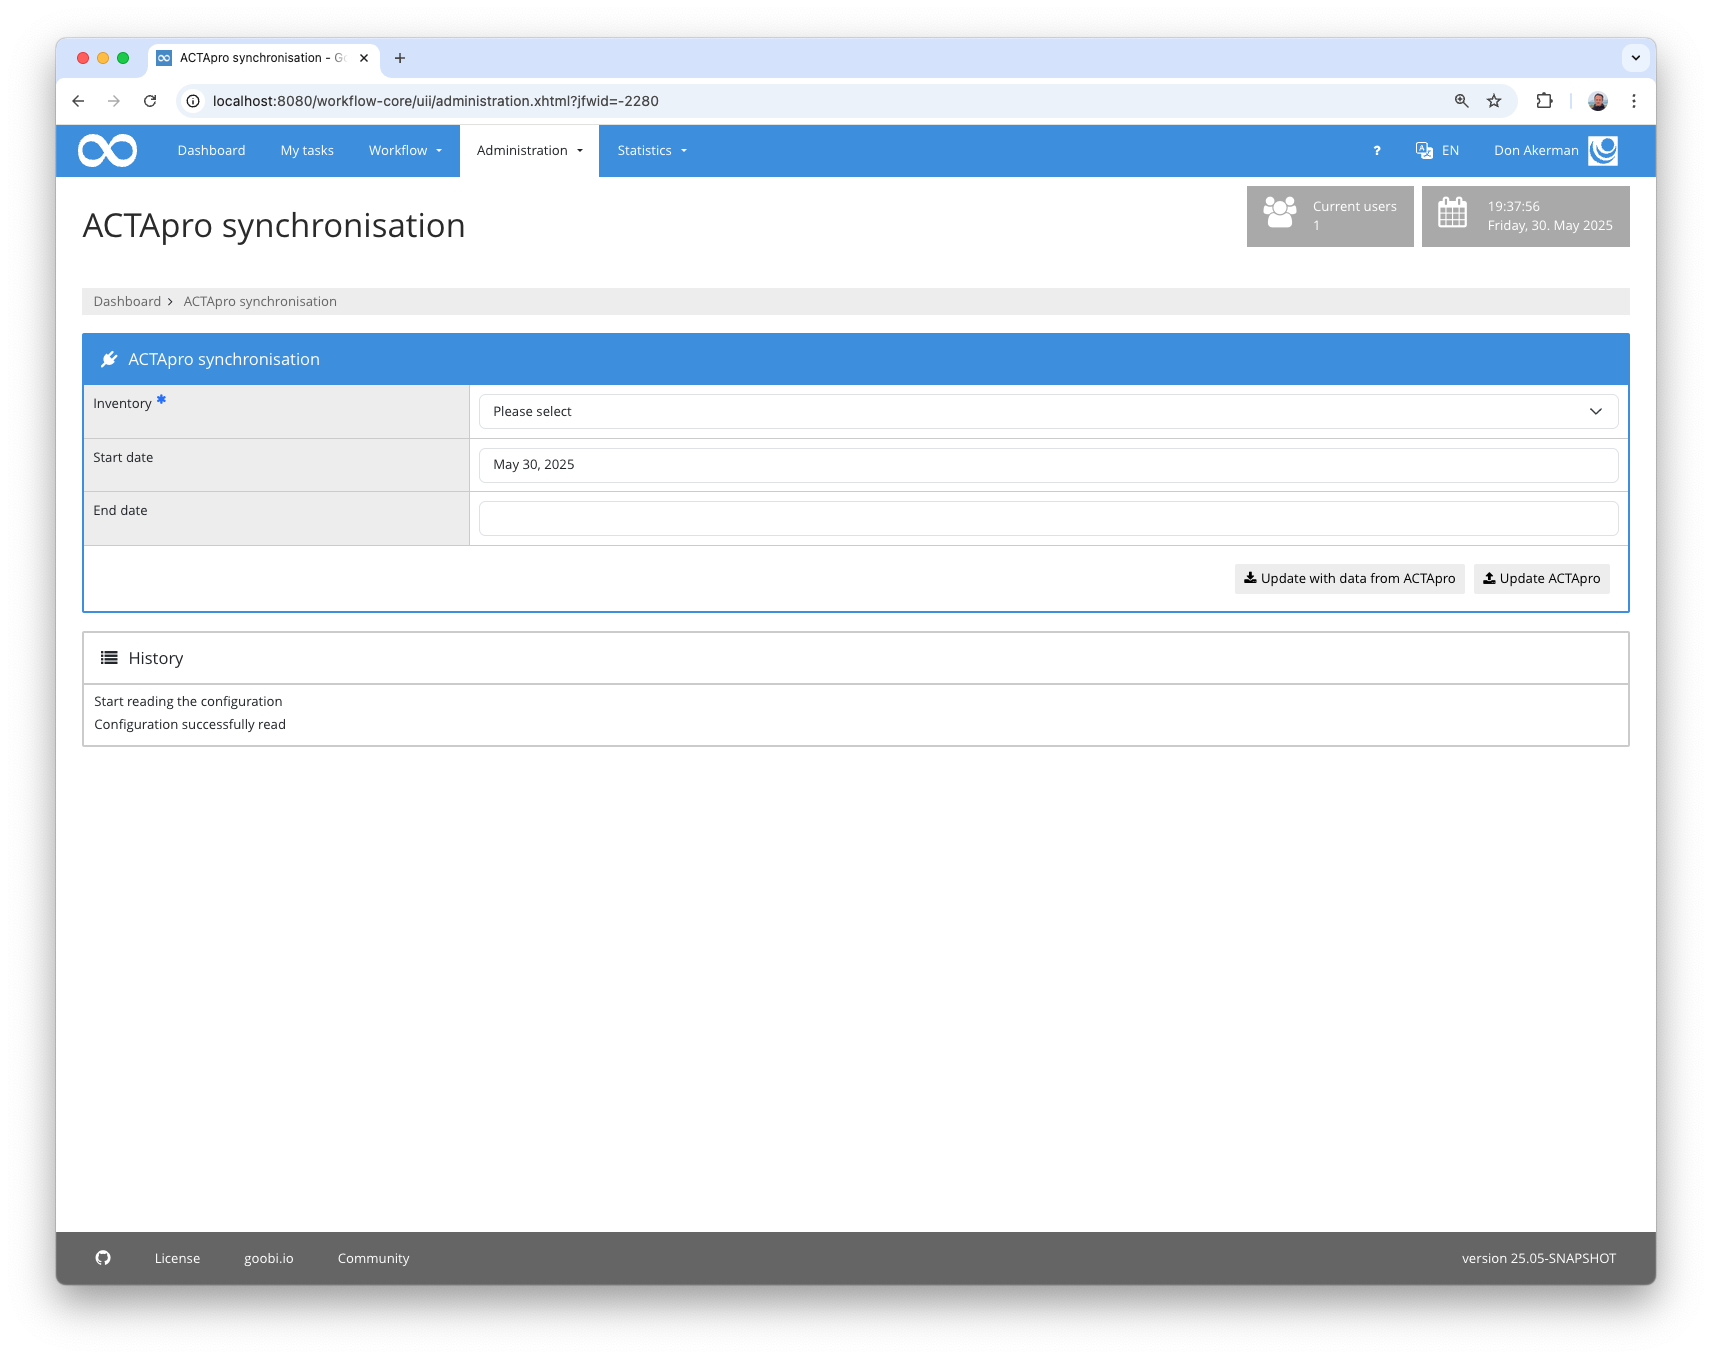 ACTApro synchronisation - Go
localhost:8080/workflow-core/uii/administration.xhtml?jfwid=-2280
Dashboard My tasks Workflow Administration Statistics ? EN Don Akerman
ACTApro synchronisation
Current users
1
19:37:56
Friday, 30. May 2025
Dashboard > ACTApro synchronisation
ACTApro synchronisation
Inventory * Please select
Start date May 30, 2025
End date
Update with data from ACTApro Update ACTApro
History
Start reading the configuration
Configuration successfully read
License goobi.io Community version 25.05-SNAPSHOT